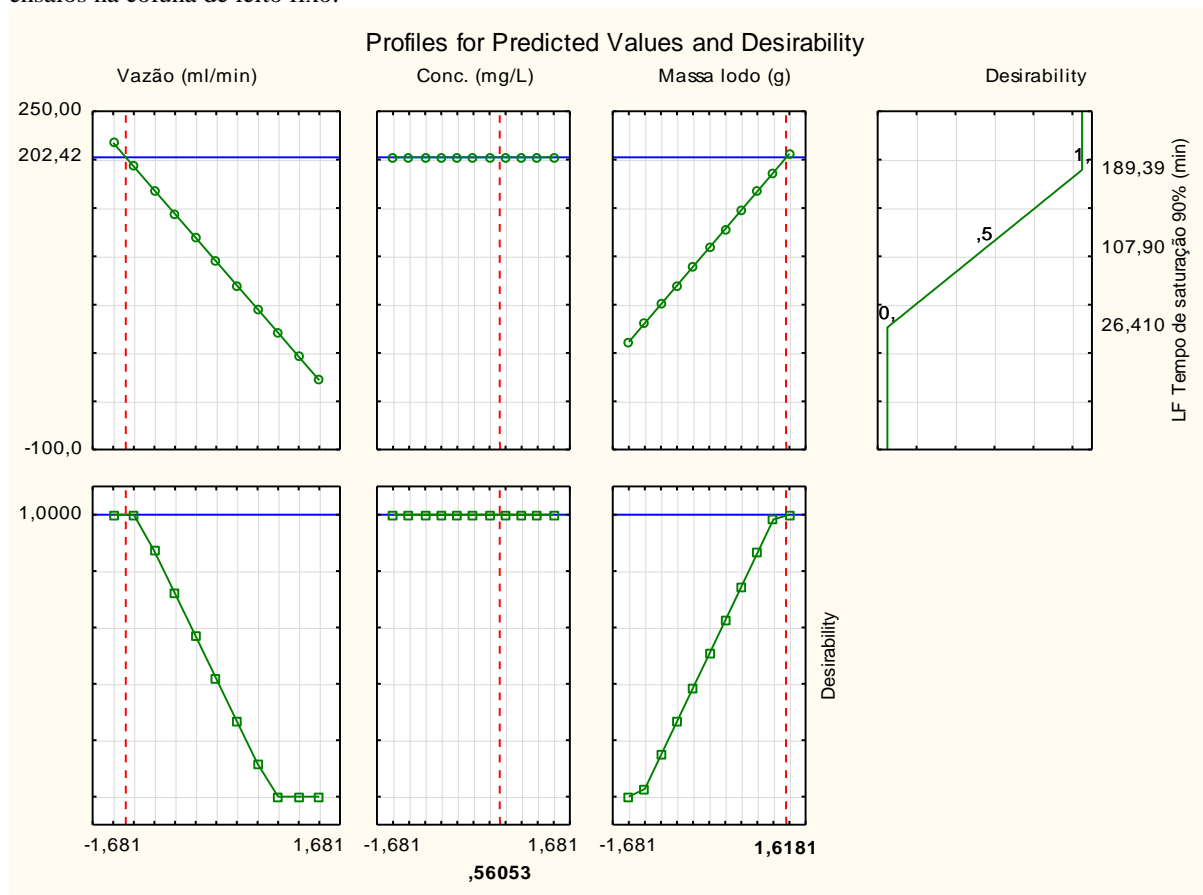 ensaios na coluna de leito fixo.
Profiles for Predicted Values and Desirability
Vazão (ml/min) Conc. (mg/L) Massa lodo (g) Desirability
250,00
202,42
-100,0
1,
,5
0,
189,39
107,90
26,410
LF Tempo de saturação 90% (min)
1,0000
Desirability
-1,681 1,681 -1,681 1,681 -1,681 1,6181
,56053